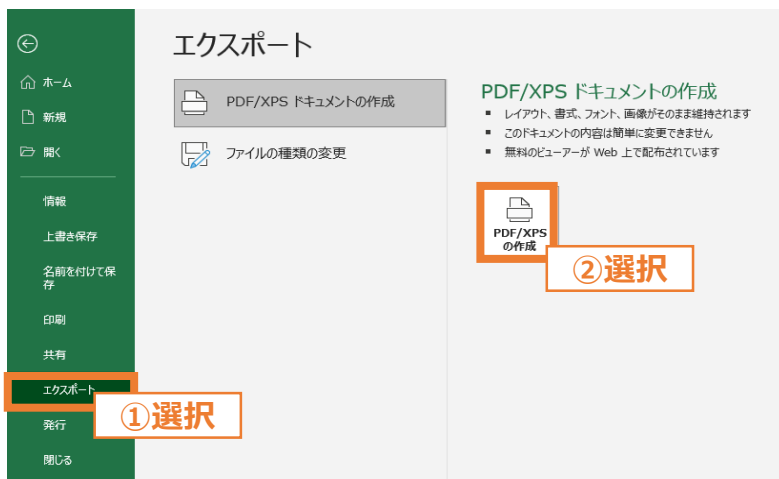 エクスポート
ホーム
新規
開く
情報
上書き保存
名前を付けて保
存
印刷
共有
エクスポート
①選択
発行
閉じる
PDF/XPS ドキュメントの作成
ファイルの種類の変更
PDF/XPS ドキュメントの作成
▪ レイアウト、書式、フォント、画像がそのまま維持されます
▪ このドキュメントの内容は簡単に変更できません
▪ 無料のビューアーが Web 上で配布されています
PDF/XPS
の作成
②選択